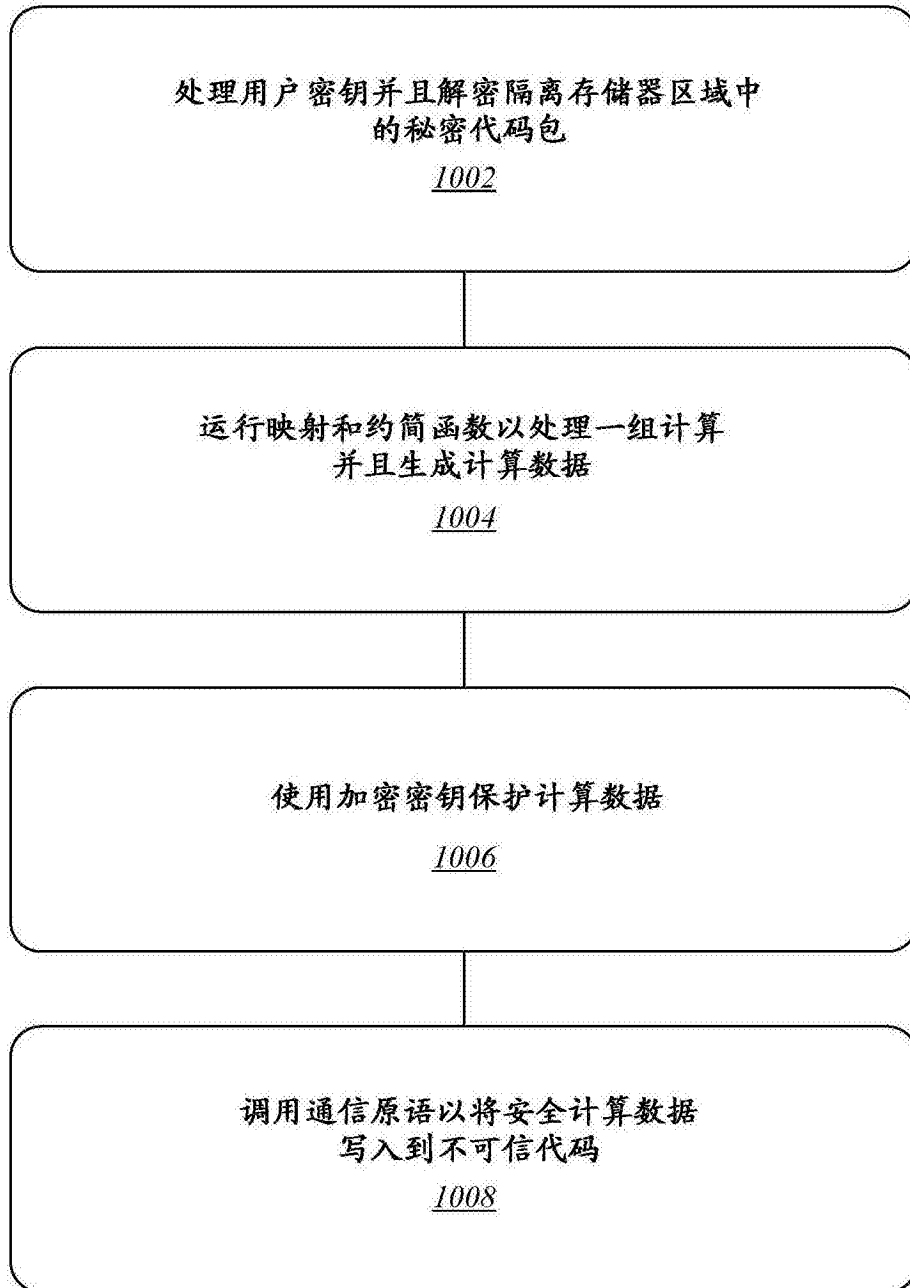 处理用户密钥并且解密隔离存储器区域中
的秘密代码包
1002
运行映射和约简函数以处理一组计算
并且生成计算数据
1004
使用加密密钥保护计算数据
1006
调用通信原语以将安全计算数据
写入到不可信代码
1008